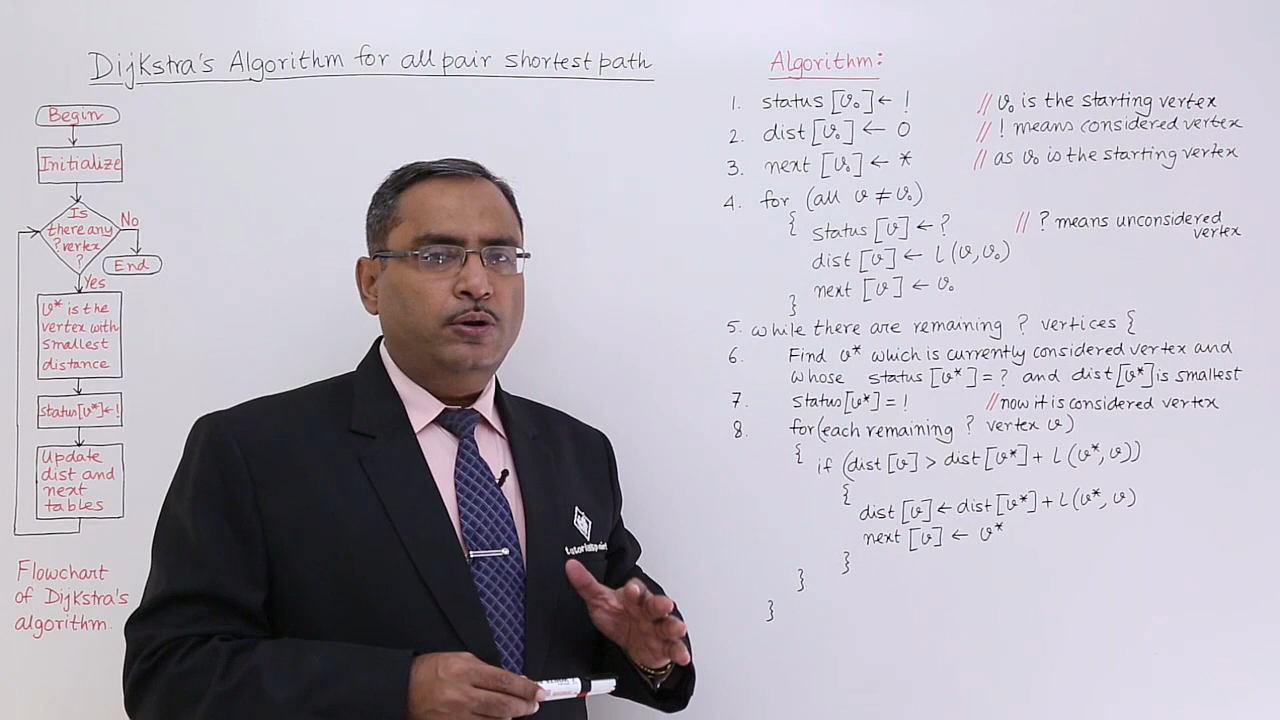 Dijkstra's Algorithm for all pair shortest path
Begin
Initialize
Is
there any
? vertex
?
No
End
Yes
v* is the
vertex with
smallest
distance
status[v*]←!
Update
dist and
next
tables
Flowchart
of Dijkstra's
algorithm.
Algorithm:
1. status [v₀] ← ! // v₀ is the starting vertex
2. dist [v₀] ← 0 // ! means considered vertex
3. next [v₀] ← * // as v₀ is the starting vertex
4. for (all v ≠ v₀)
{ status [v] ← ? // ? means unconsidered
vertex
dist [v] ← l (v, v₀)
next [v] ← v₀
}
5. while there are remaining ? vertices {
6. Find v* which is currently considered vertex and
whose status [v*] = ? and dist [v*] is smallest
7. status[v*] = ! // now it is considered vertex
8. for(each remaining ? vertex v)
{ if (dist [v] > dist [v*] + l (v*, v))
{
dist [v] ← dist [v*] + l (v*, v)
next [v] ← v*
}
}
}
tutorialspoint